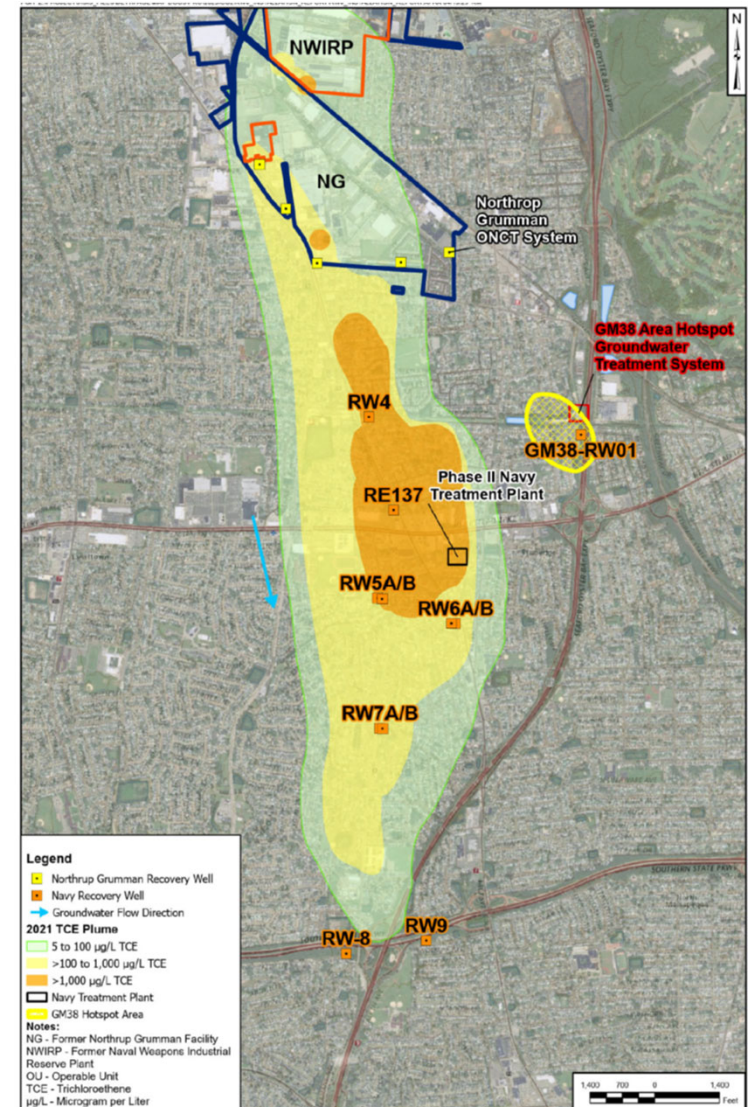 N
NWIRP
NG
Northrop
Grumman
ONCT System
GM38 Area Hotspot
Groundwater
Treatment System
RW4
GM38-RW01
Phase II Navy
Treatment Plant
RE137
RW5A/B
RW6A/B
RW7A/B
SOUTHERN STATE PKWY
RW-8
RW9
Legend
Northrup Grumman Recovery Well
Navy Recovery Well
Groundwater Flow Direction
2021 TCE Plume
5 to 100 µg/L TCE
>100 to 1,000 µg/L TCE
>1,000 µg/L TCE
Navy Treatment Plant
GM38 Hotspot Area
Notes:
NG - Former Northrup Grumman Facility
NWIRP - Former Naval Weapons Industrial
Reserve Plant
OU - Operable Unit
TCE - Trichloroethene
µg/L - Microgram per Liter
1,400 700 0 1,400
Feet